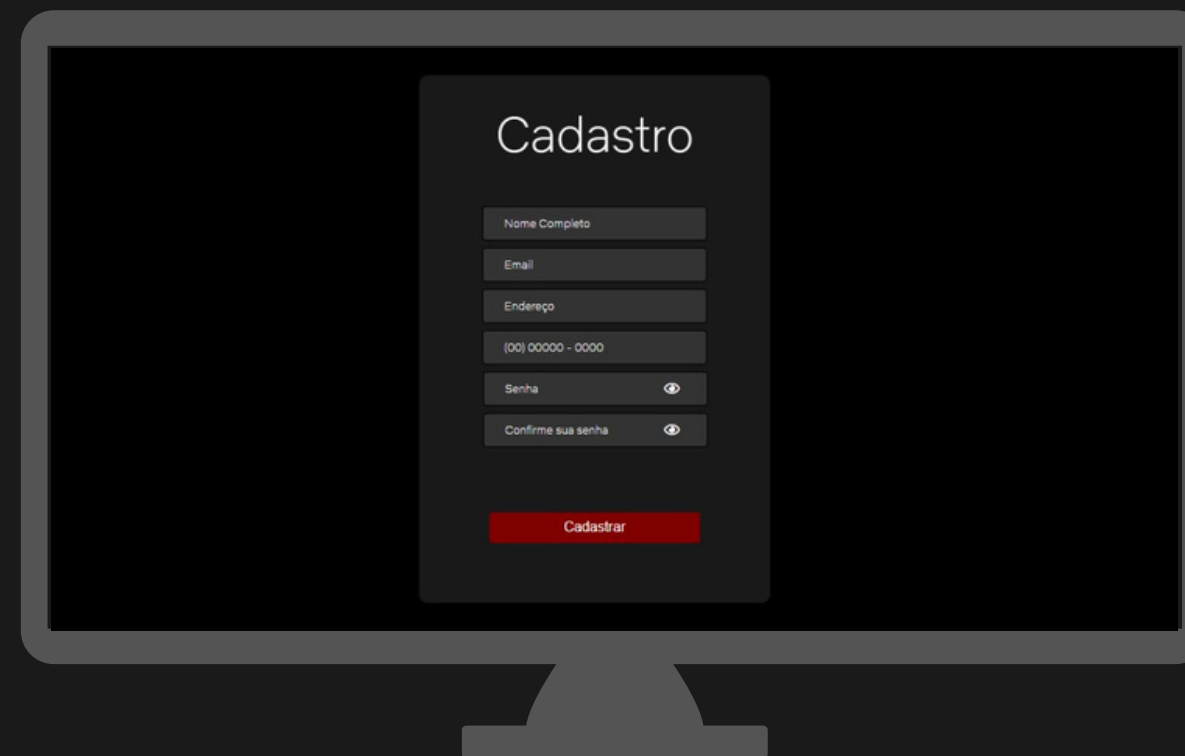 Cadastro
Nome Completo
Email
Endereço
(00) 00000 - 0000
Senha
Confirme sua senha
Cadastrar